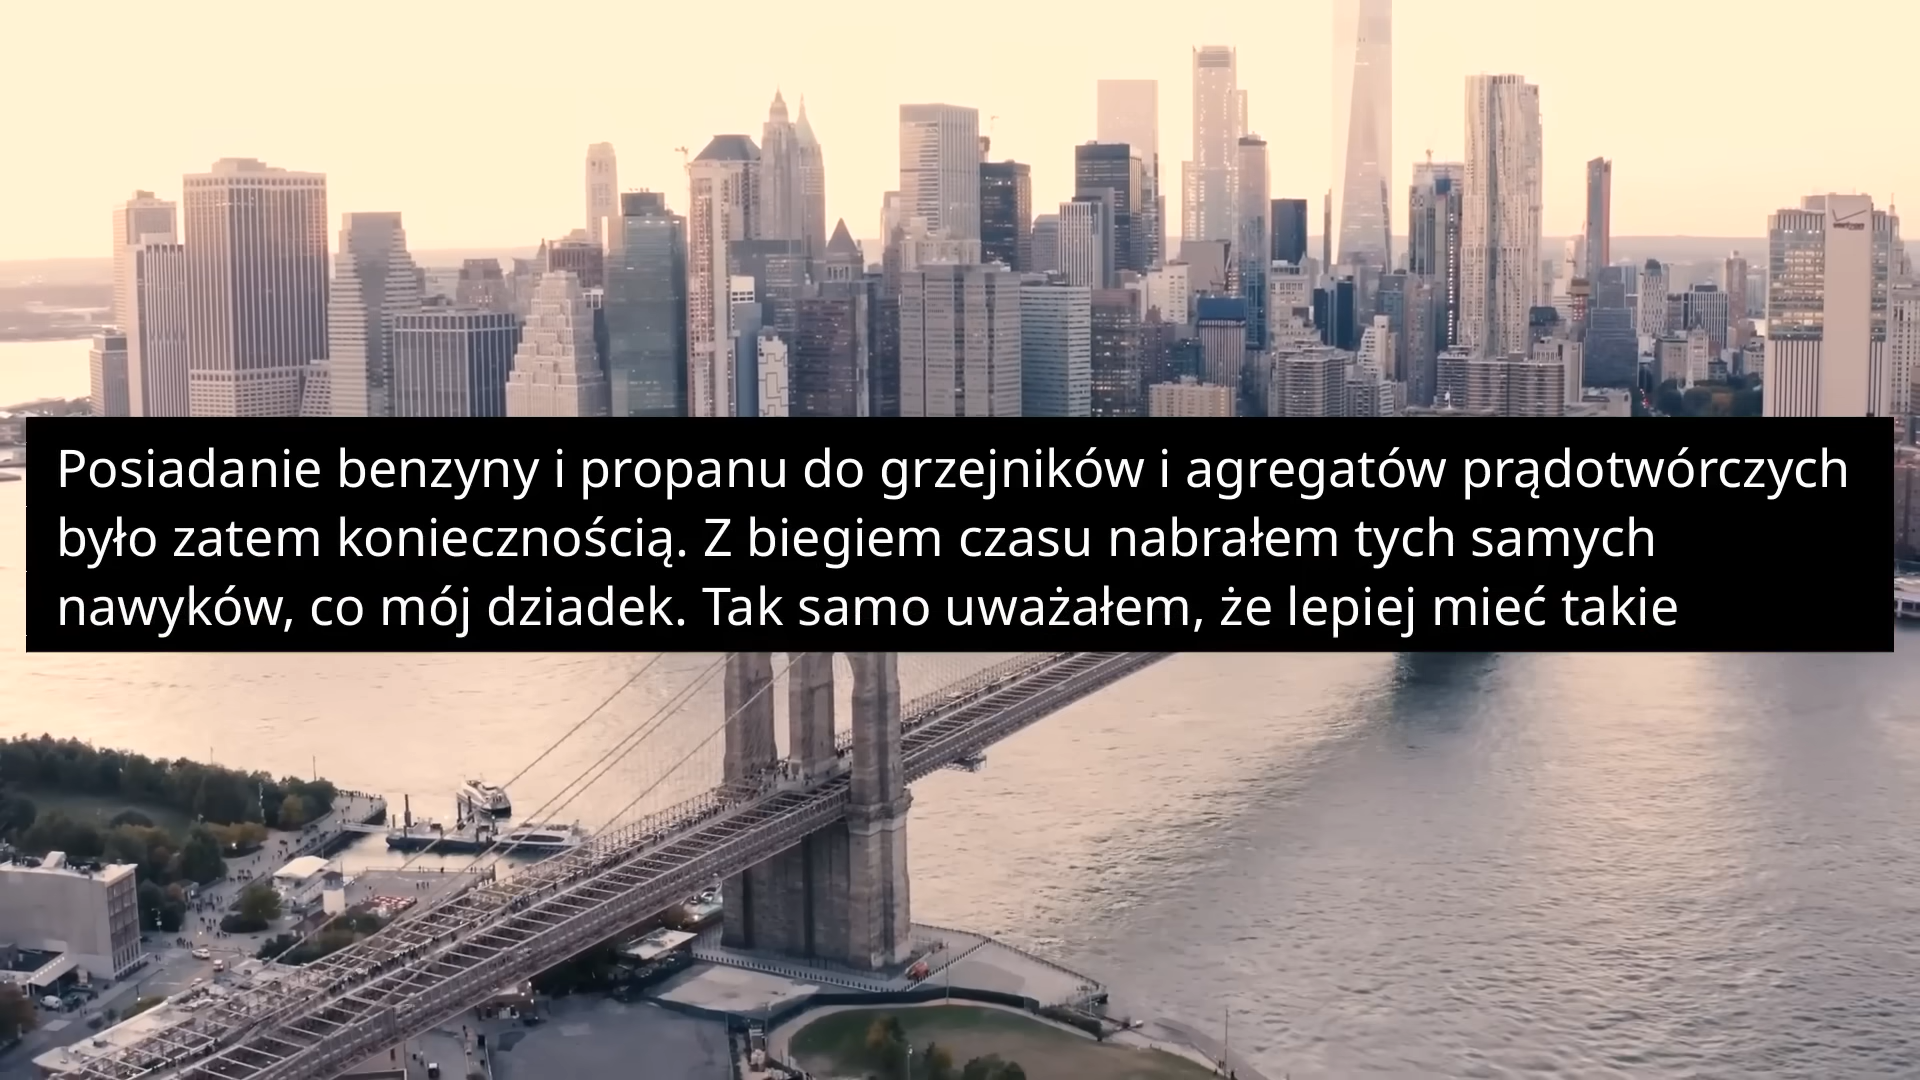 Posiadanie benzyny i propanu do grzejników i agregatów prądotwórczych
było zatem koniecznością. Z biegiem czasu nabrałem tych samych
nawyków, co mój dziadek. Tak samo uważałem, że lepiej mieć takie